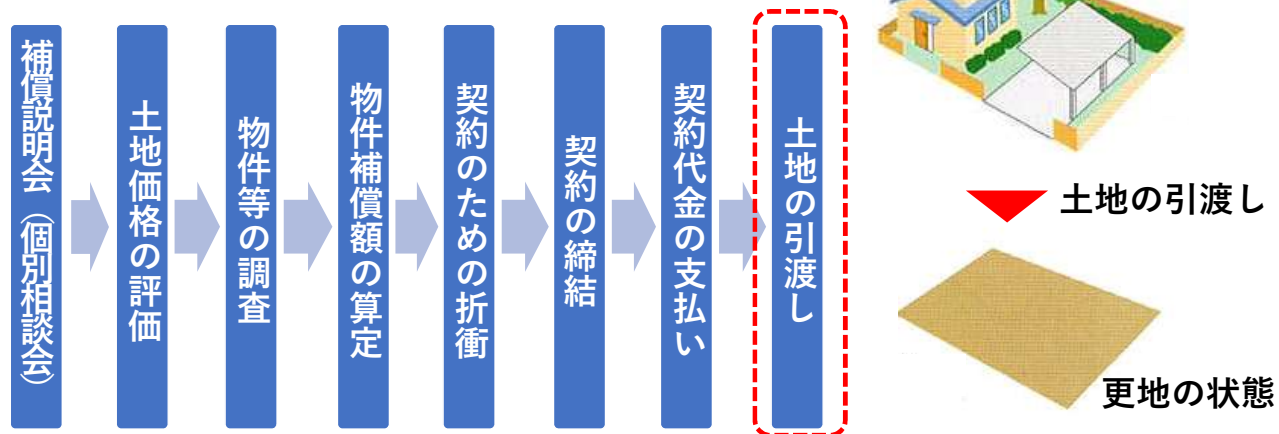 補償説明会（個別相談会）
土地価格の評価
物件等の調査
物件補償額の算定
契約のための折衝
契約の締結
契約代金の支払い
土地の引渡し
土地の引渡し
更地の状態